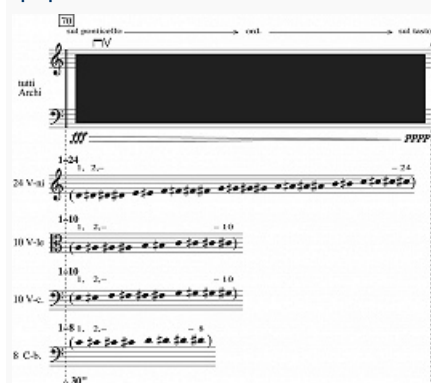 70
sul ponticello ord. sul tasto
tutti
Archi
fff pppp
1-24
1, 2,- - 24
24 V-ni
1-10
1, 2,- - 10
10 V-le
1-10
1, 2,- - 10
10 V-c.
1-8 1, 2,- - 8
8 C-b.
30"